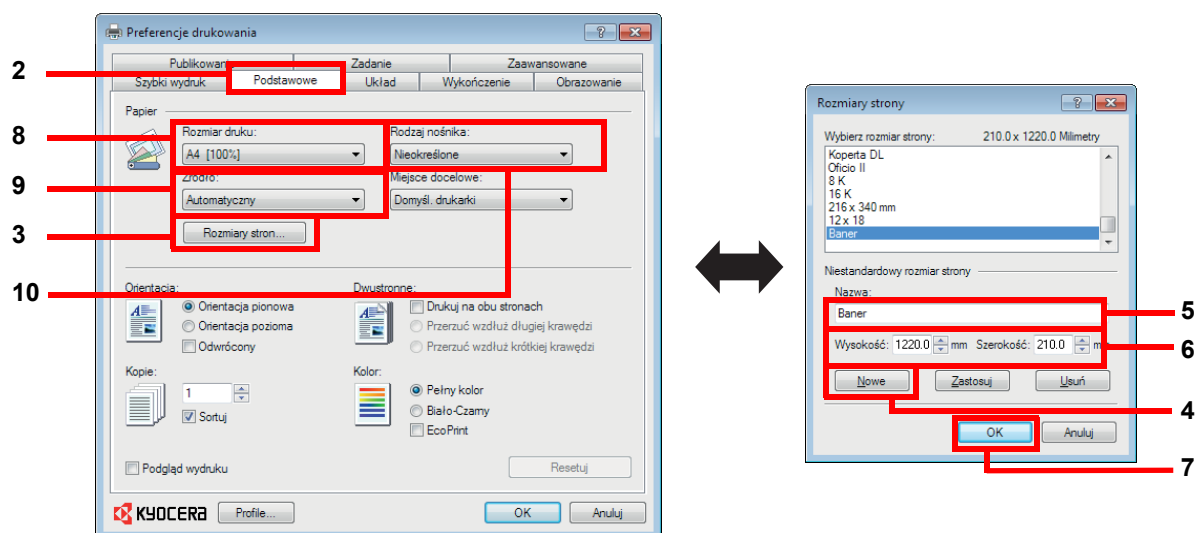 Preferencje drukowania
Publikowan Zadanie Zaawansowane
2
Szybki wydruk Podstawowe Układ Wykończenie Obrazowanie
Papier
8
Rozmiar druku: Rodzaj nośnika:
A4 [100%] Nieokreślone
9
Źródło: Miejsce docelowe:
Automatyczny Domyśl. drukarki
3
Rozmiary stron...
10
Orientacja: Dwustronne:
Orientacja pionowa Drukuj na obu stronach
Orientacja pozioma Przerzuć wzdłuż długiej krawędzi
Odwrócony Przerzuć wzdłuż krótkiej krawędzi
Kopie: Kolor:
1 Pełny kolor
Sortuj Biało-Czarny
EcoPrint
Podgląd wydruku Resetuj
KYOCERA Profile... OK Anuluj
Rozmiary strony
Wybierz rozmiar strony: 210.0 x 1220.0 Milimetry
Koperta DL
Oficio II
8 K
16 K
216 x 340 mm
12 x 18
Baner
Niestandardowy rozmiar strony
Nazwa:
Baner
5
Wysokość: 1220.0 mm Szerokość: 210.0 m
6
Nowe Zastosuj Usuń
4
OK Anuluj
7